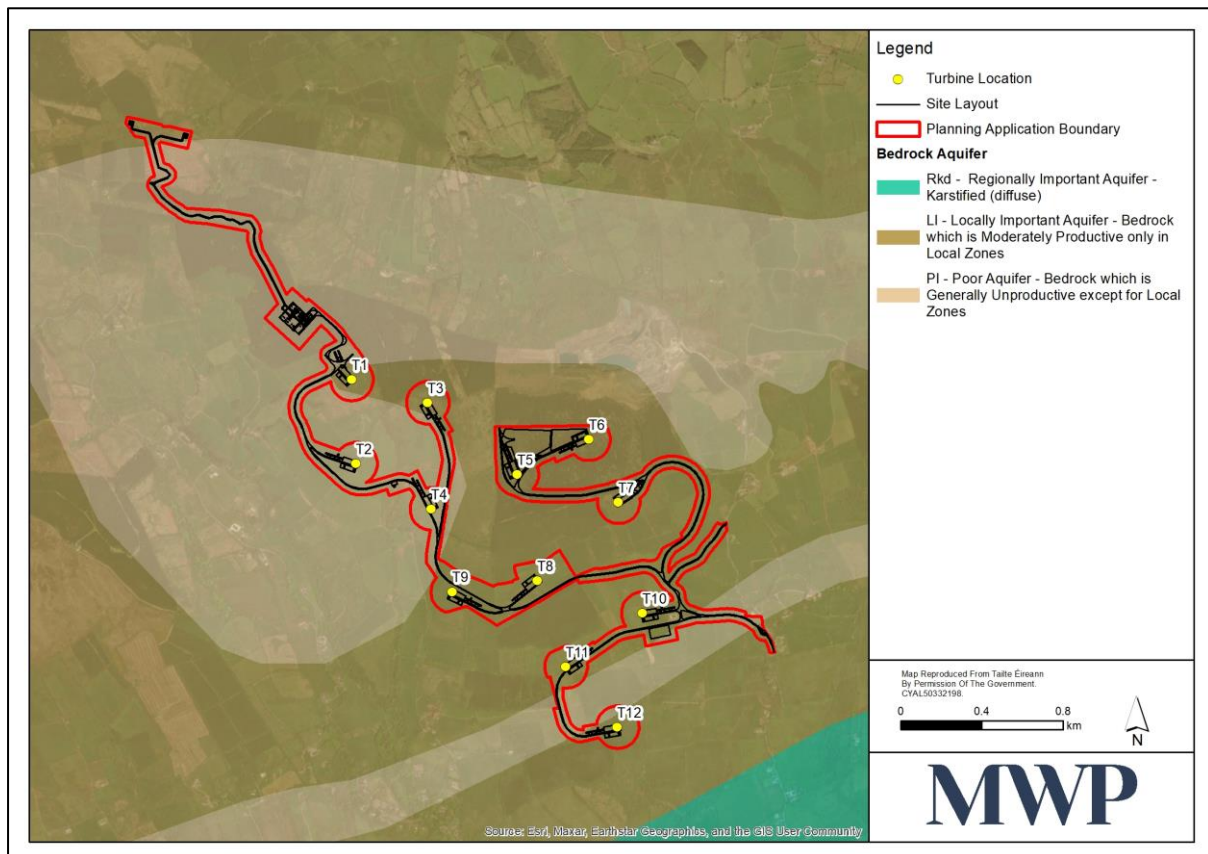 T1
T3
T2
T6
T5
T4
T7
T8
T9
T10
T11
T12
Source: Esri, Maxar, Earthstar Geographics, and the GIS User Community
Legend
Turbine Location
Site Layout
Planning Application Boundary
Bedrock Aquifer
Rkd - Regionally Important Aquifer -
Karstified (diffuse)
LI - Locally Important Aquifer - Bedrock
which is Moderately Productive only in
Local Zones
PI - Poor Aquifer - Bedrock which is
Generally Unproductive except for Local
Zones
Map Reproduced From Tailte Éireann
By Permission Of The Government.
CYAL50332198.
0 0.4 0.8
km
N
MWP